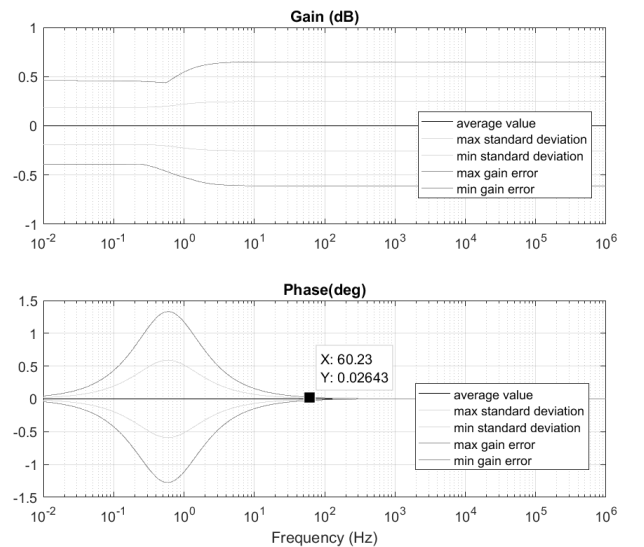 Gain (dB)
1
0.5
0
-0.5
-1
average value
max standard deviation
min standard deviation
max gain error
min gain error
10^-2
10^-1
10^0
10^1
10^2
10^3
10^4
10^5
10^6
Phase(deg)
1.5
1
0.5
0
-0.5
-1
-1.5
X: 60.23
Y: 0.02643
average value
max standard deviation
min standard deviation
max gain error
min gain error
10^-2
10^-1
10^0
10^1
10^2
10^3
10^4
10^5
10^6
Frequency (Hz)